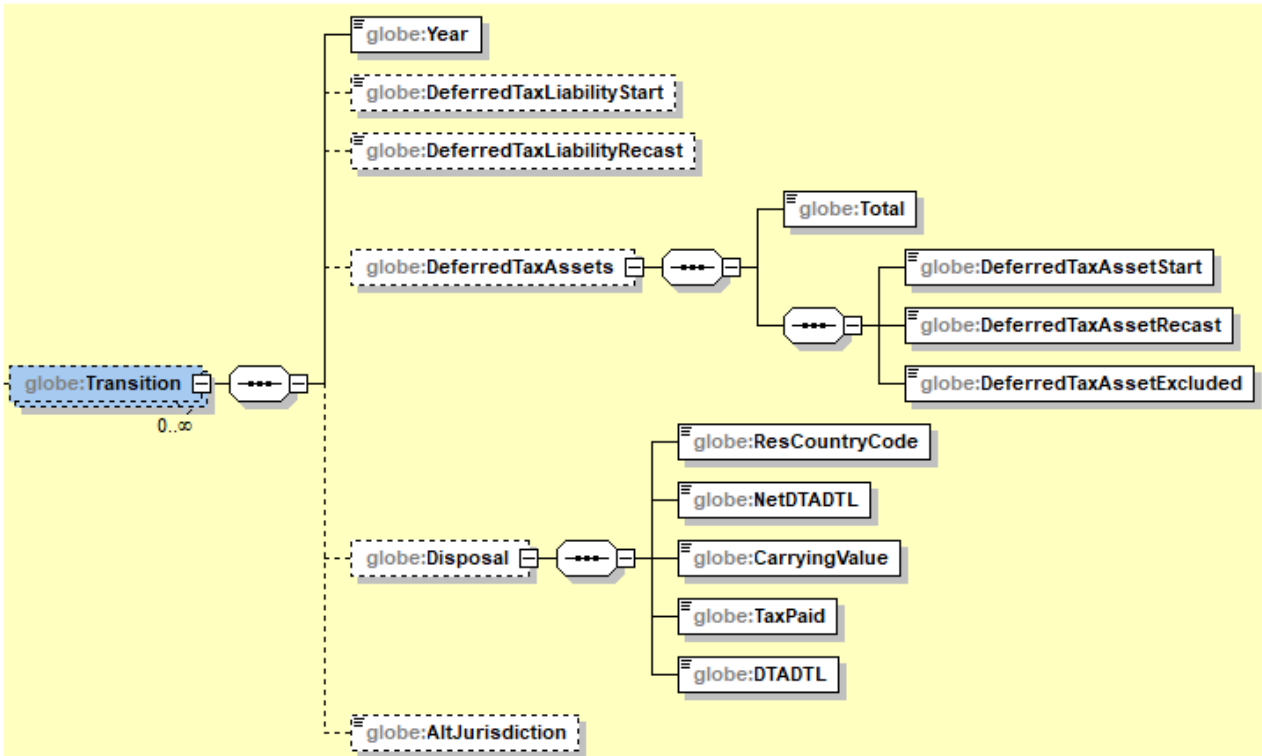 globe:Year
globe:DeferredTaxLiabilityStart
globe:DeferredTaxLiabilityRecast
globe:Total
globe:DeferredTaxAssets
globe:DeferredTaxAssetStart
globe:DeferredTaxAssetRecast
globe:DeferredTaxAssetExcluded
globe:Transition
0..∞
globe:ResCountryCode
globe:NetDTADTL
globe:Disposal
globe:CarryingValue
globe:TaxPaid
globe:DTADTL
globe:AltJurisdiction